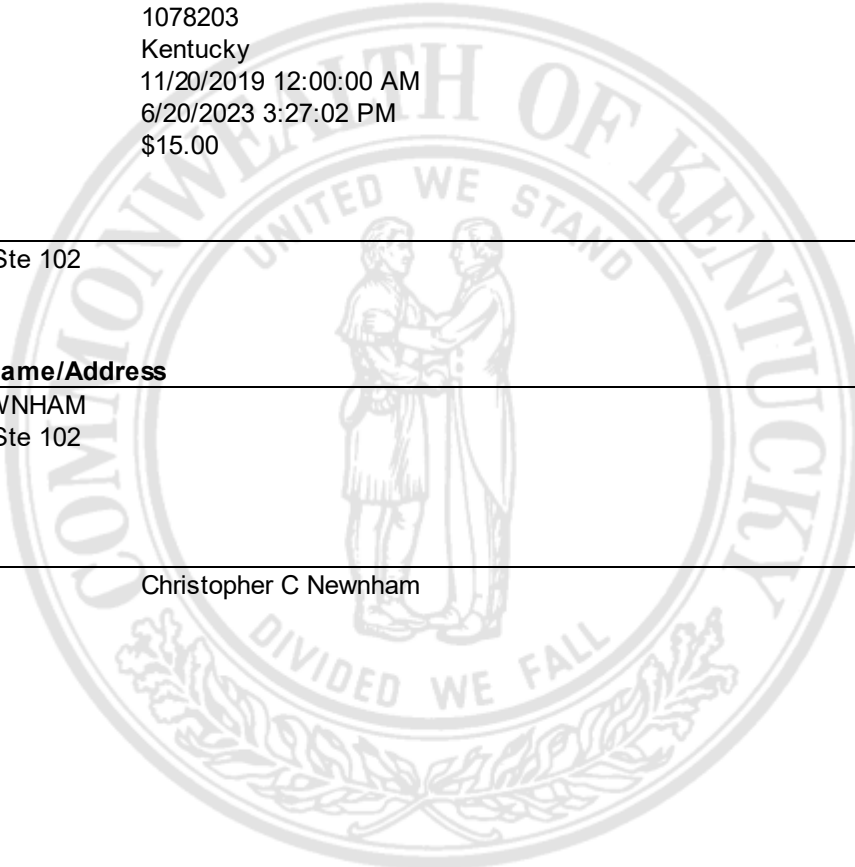 1078203
Kentucky
11/20/2019 12:00:00 AM
6/20/2023 3:27:02 PM
$15.00
Ste 102
ame/Address
WNHAM
Ste 102
Christopher C Newnham
COMMONWEALTH OF KENTUCKY
UNITED WE STAND
DIVIDED WE FALL